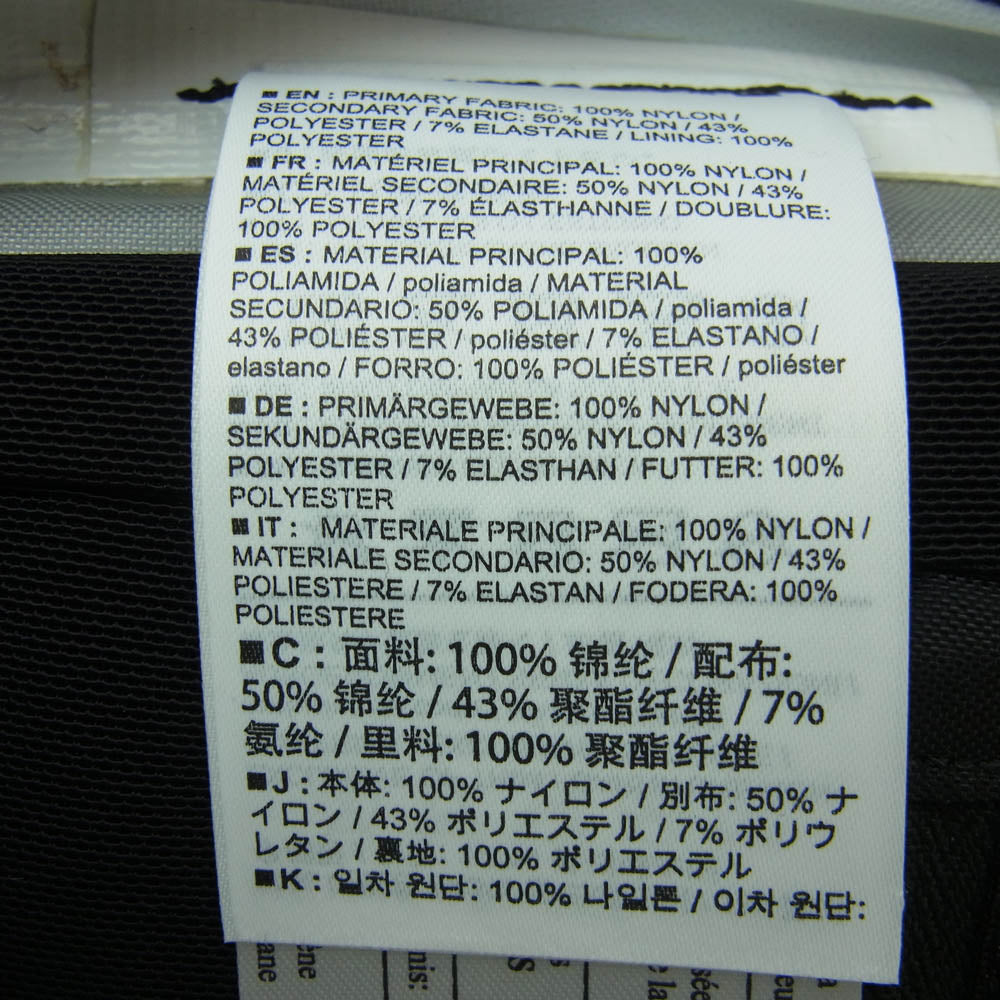 ■ EN : PRIMARY FABRIC: 100% NYLON /
SECONDARY FABRIC: 50% NYLON / 43%
POLYESTER / 7% ELASTANE / LINING: 100%
POLYESTER
■ FR : MATÉRIEL PRINCIPAL: 100% NYLON /
MATÉRIEL SECONDAIRE: 50% NYLON / 43%
POLYESTER / 7% ÉLASTHANNE / DOUBLURE:
100% POLYESTER
■ ES : MATERIAL PRINCIPAL: 100%
POLIAMIDA / poliamida / MATERIAL
SECUNDARIO: 50% POLIAMIDA / poliamida /
43% POLIÉSTER / poliéster / 7% ELASTANO /
elastano / FORRO: 100% POLIÉSTER / poliéster
■ DE : PRIMÄRGEWEBE: 100% NYLON /
SEKUNDÄRGEWEBE: 50% NYLON / 43%
POLYESTER / 7% ELASTHAN / FUTTER: 100%
POLYESTER
■ IT : MATERIALE PRINCIPALE: 100% NYLON /
MATERIALE SECONDARIO: 50% NYLON / 43%
POLIESTERE / 7% ELASTAN / FODERA: 100%
POLIESTERE
■ C : 面料: 100% 锦纶 / 配布:
50% 锦纶 / 43% 聚酯纤维 / 7%
氨纶 / 里料: 100% 聚酯纤维
■ J : 本体: 100% ナイロン / 別布: 50% ナ
イロン / 43% ポリエステル / 7% ポリウ
レタン / 裏地: 100% ポリエステル
■ K : 일차 원단: 100% 나일론 / 이차 원단: